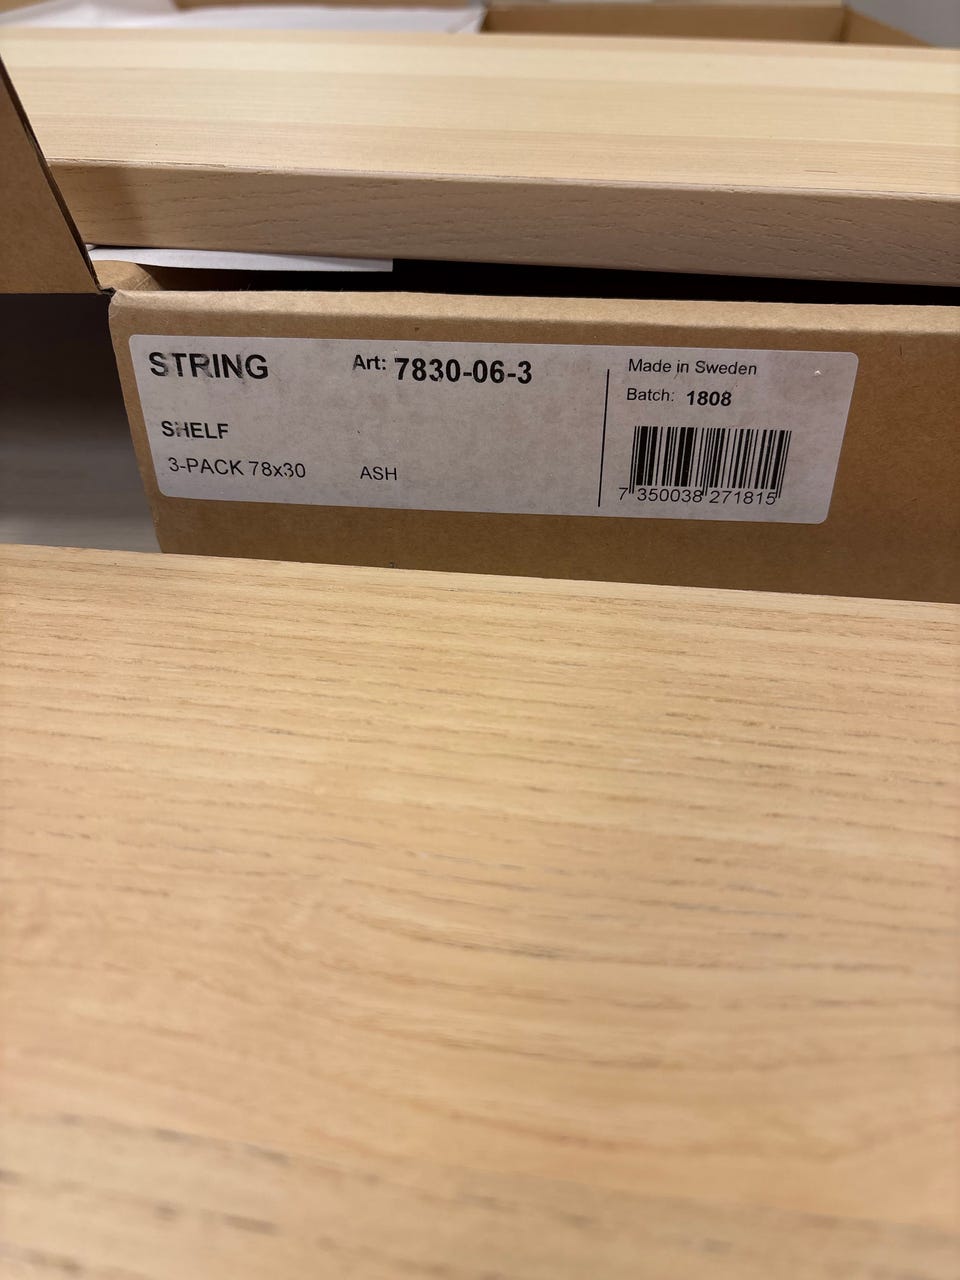 STRING
Art: 7830-06-3
SHELF
3-PACK 78x30 ASH
Made in Sweden
Batch: 1808
7 350038 271815